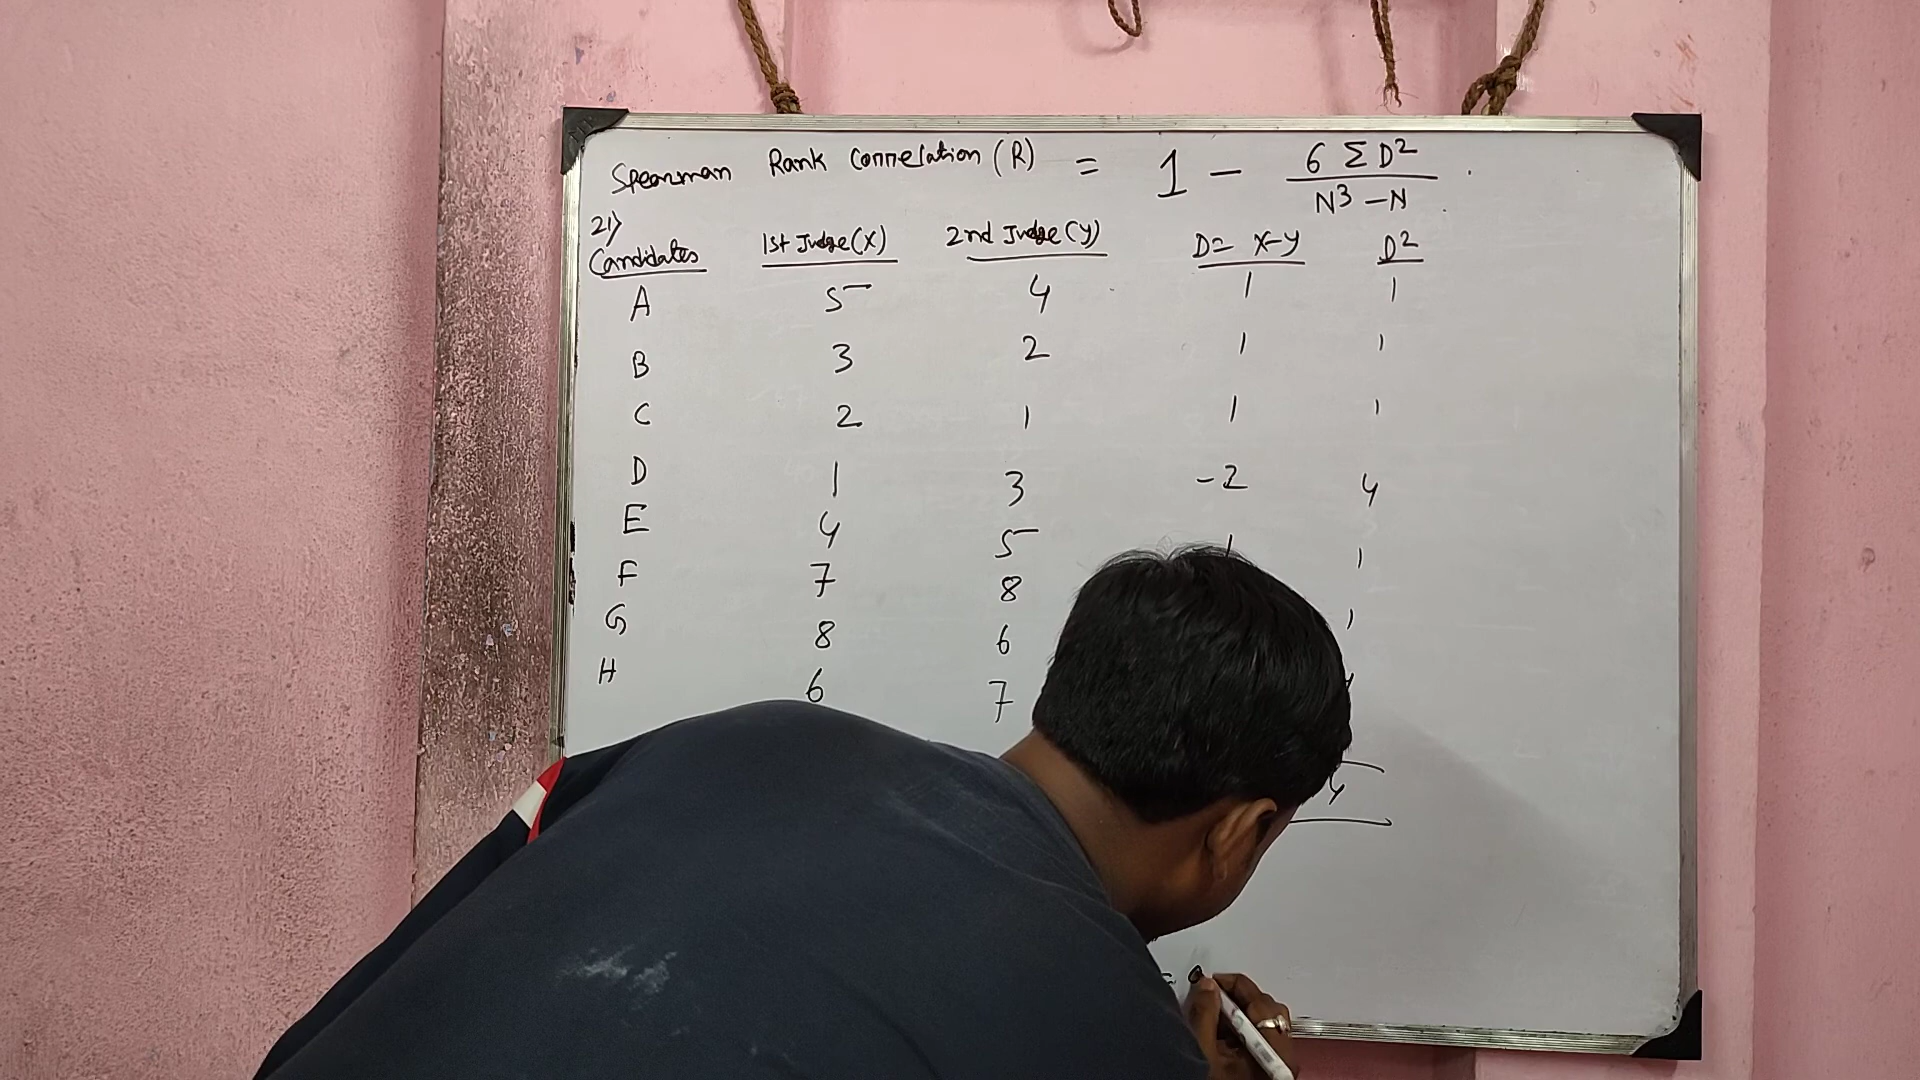 Spearman Rank Correlation (R) = 1 - 6 Σ D² / N³ - N
21)
Candidates 1st Judge (X) 2nd Judge (Y) D = X-Y D²
A 5 4 1 1
B 3 2 1 1
C 2 1 1 1
D 1 3 -2 4
E 4 5 1
F 7 8 1
G 8 6
H 6 7